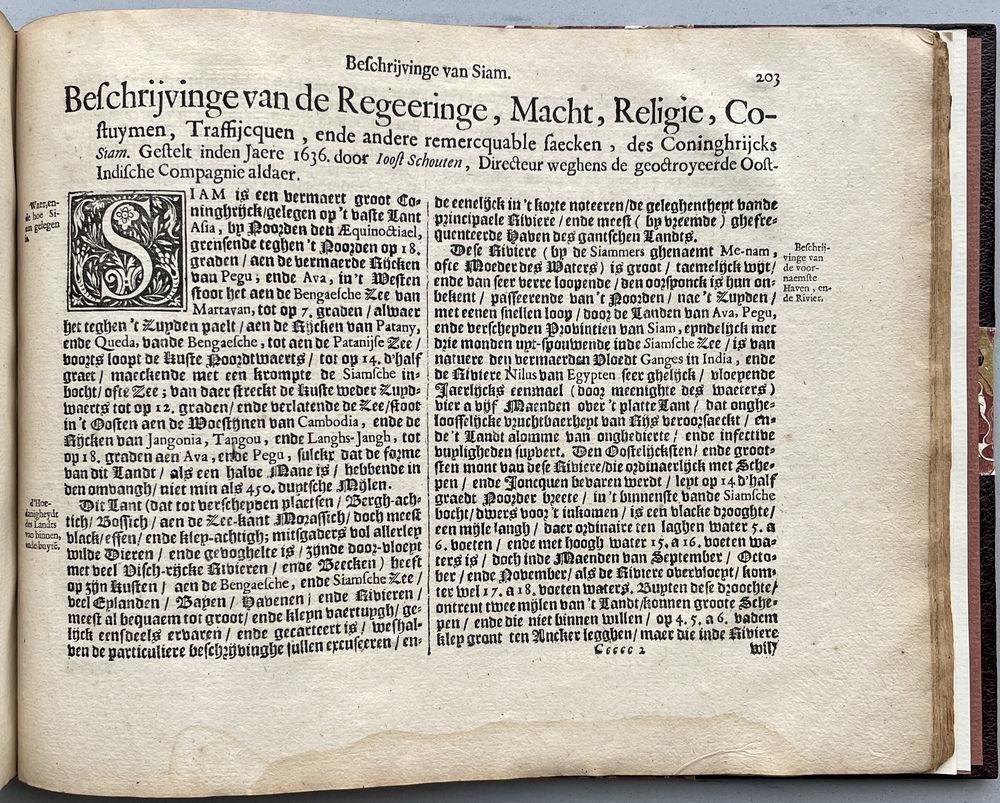 Beſchrijvinge van Siam.
203
Beſchrijvinge van de Regeeringe, Macht, Religie, Co-
ſtuymen, Traffijcquen, ende andere remercquable ſaecken, des Coninghrijcks
Siam. Geſtelt inden Jaere 1636. door Iooſt Schouten, Directeur weghens de geoctroyeerde Ooſt-
Indiſche Compagnie aldaer.
Waer, en-
de hoe Si-
am gelegen
is.
SIAM is een vermaert groot Co-
ninghrijck/gelegen op 't vaſte Lant
Aſia, by Noorden den Æquinoctiael,
grenſende teghen 't Noorden op 18.
graden/ aen de vermaerde Rijcken
van Pegu, ende Ava, in't Weſten
ſtoot het aen de Bengaeſche Zee van
Martavan, tot op 7. graden/ alwaer
het teghen 't Zuyden paelt/ aen de Rijcken van Patany,
ende Queda, vande Bengaeſche, tot aen de Patanijſe Zee/
voorts loopt de Kuſte Noordtwaerts/ tot op 14. d'half
graet/ maeckende met een krompte de Siamſche in-
bocht/ ofte Zee; van daer ſtreckt de Kuſte weder Zuyd-
waerts tot op 12. graden/ ende verlatende de Zee/ſtoot
in't Ooſten aen de Woeſtijnen van Cambodia, ende de
Rijcken van Jangonia, Tangou, ende Langhs-Jangh, tot
op 18. graden aen Ava, ende Pegu, ſulckx dat de forme
van dit Landt/ als een halve Mane is/ hebbende in
den ombangh/ niet min als 450. duytſche Mijlen.
d'Hoe-
danigheydt
des Landts
van binnen,
ende buytē.
Dit Lant (dat tot verſcheyden plaetſen/ Bergh-ach-
tich/ Boſſich/ aen de Zee-kant Moraſſich/ doch meeſt
vlack/effen/ ende kley-achtigh; mitſgaders vol allerley
wilde Dieren/ ende gevoghelte is/ zijnde door-vloeyt
met veel Viſch-rijcke Rivieren/ ende Beecken) heeft
op zijn Kuſten/ aen de Bengaeſche, ende Siamſche Zee/
veel Eylanden/ Bayen/ Havenen; ende Rivieren/
meeſt al bequaem tot groot/ ende kleyn vaertuygh/ ge-
lijck eenſdeels ervaren/ ende gecarteert is/ weſhal-
ven de particuliere beſchrijvinghe ſullen excuſeeren/ en-
de eenelijck in't korte noteeren/de geleghentheyt vande
principaele Riviere/ ende meeſt (by vreemde) gheſre-
quenteerde Haven des gantſchen Landts.
Beſchrij-
vinge van
de voor-
naemſte
Haven, en-
de Rivier.
Deſe Riviere (by de Siammers ghenaemt Me-nam,
ofte Moeder des Waters) is groot/ taemelijck wijt/
ende van ſeer verre loopende/ den oorſponck is hun on-
bekent/ paſſeerende van't Noorden/ nae't Zuyden/
met eenen ſnellen loop/ door de Landen van Ava, Pegu,
ende verſcheyden Provintien van Siam, eyndelijck met
drie monden uyt-ſpouwende inde Siamſche Zee/ is van
natuere den vermaerden Vloedt Ganges in India, ende
de Riviere Nilus van Egypten ſeer ghelijck/ vloeyende
Jaerlijcks eenmael (door meenighte des waeters)
vier a vijf Maenden over 't platte Lant/ dat onghe-
looffelijcke vruchtbaerheyt van Rijs veroorſaeckt/ en-
de't Landt alomme van onghedierte/ ende infective
vuyligheden ſuyvert. Den Ooſtelijckſten/ ende groot-
ſten mont van deſe Riviere/die ordinaerlijck met Sche-
pen/ ende Joncquen bevaren werdt/ leyt op 14 d'half
graedt Noorder breete/ in't binnenſte vande Siamſche
bocht/dwers voor 't inkomen/ is een vlacke drooghte/
een mijle langh/ daer ordinaire ten laghen water 5. a
6. voeten/ ende met hoogh water 15. a 16. voeten wa-
ters is/ doch inde Maenden van September/ Octo-
ber/ ende November/ als de Riviere overvloeyt/ kom-
ter wel 17. a 18. voeten waters. Buyten deſe droochte/
ontrent twee mijlen van't Landt/konnen groote Sche-
pen/ ende die niet binnen willen/ op 4. 5. a 6. vadem
kley gront ten Ancker legghen/ maer die inde Riviere
Ccccc 2
wil/